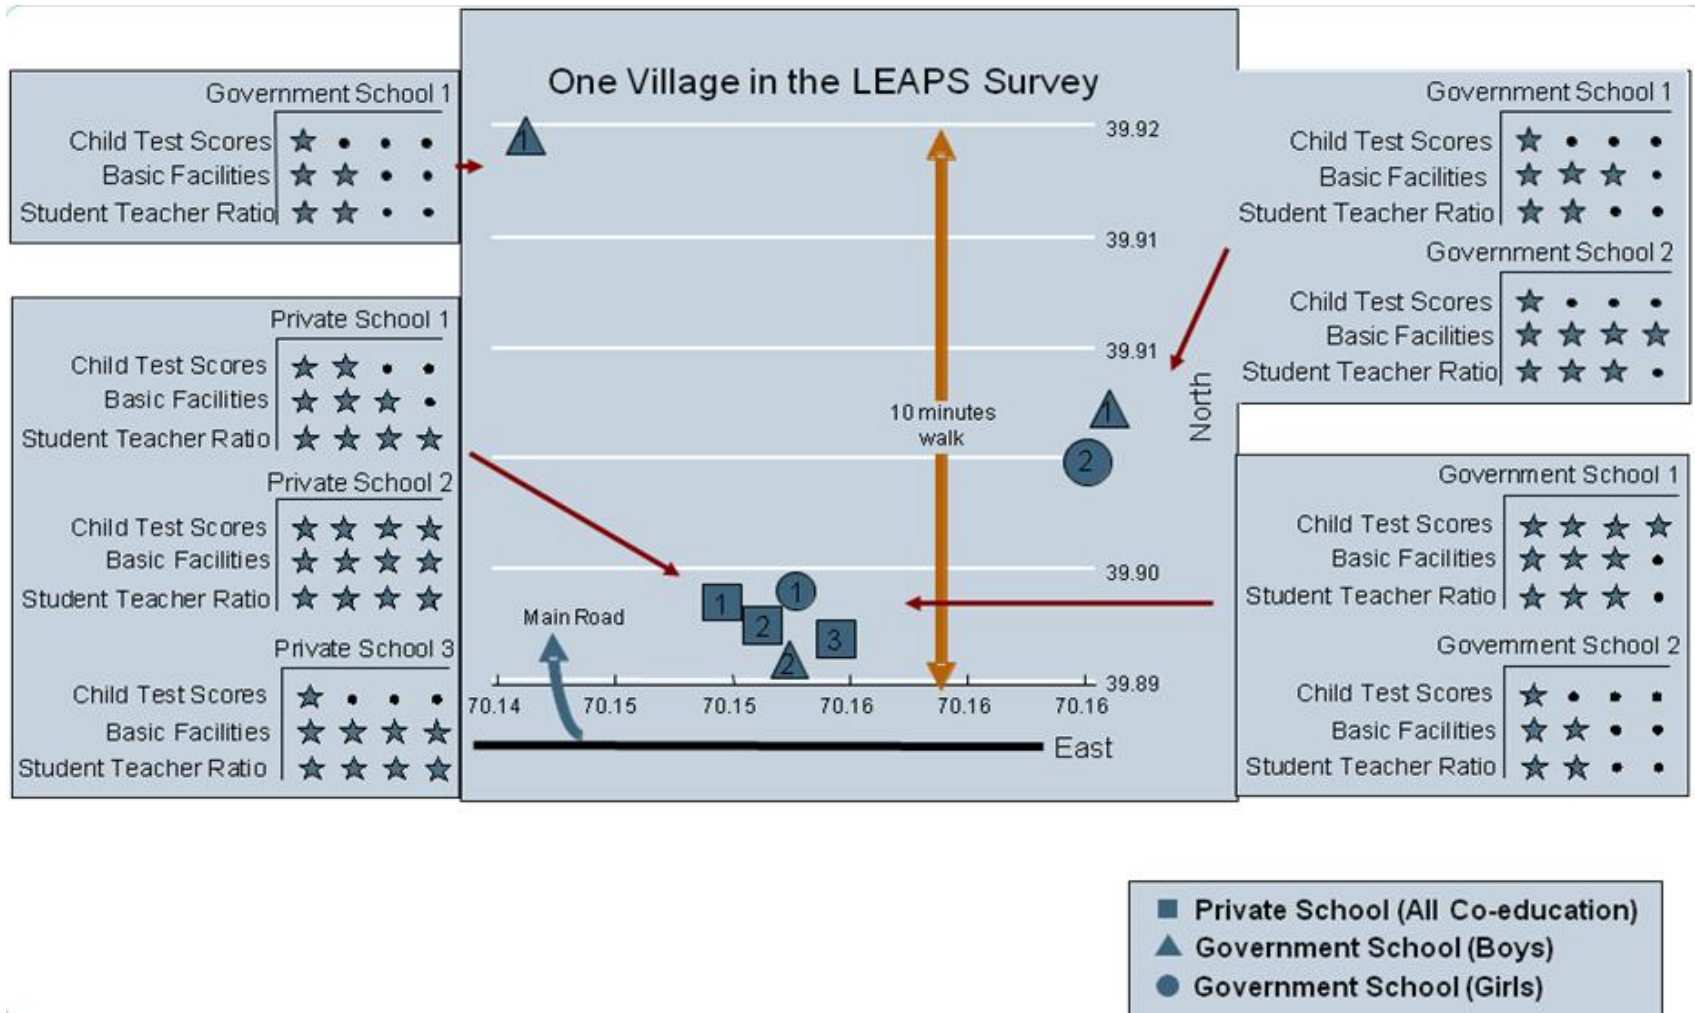 One Village in the LEAPS Survey
Government School 1
Child Test Scores
Basic Facilities
Student Teacher Ratio
Private School 1
Child Test Scores
Basic Facilities
Student Teacher Ratio
Private School 2
Child Test Scores
Basic Facilities
Student Teacher Ratio
Private School 3
Child Test Scores
Basic Facilities
Student Teacher Ratio
1
39.92
39.91
39.91
39.90
39.89
10 minutes
walk
North
1
2
1
1
2
3
2
Main Road
70.14 70.15 70.15 70.16 70.16 70.16
East
Government School 1
Child Test Scores
Basic Facilities
Student Teacher Ratio
Government School 2
Child Test Scores
Basic Facilities
Student Teacher Ratio
Government School 1
Child Test Scores
Basic Facilities
Student Teacher Ratio
Government School 2
Child Test Scores
Basic Facilities
Student Teacher Ratio
Private School (All Co-education)
Government School (Boys)
Government School (Girls)